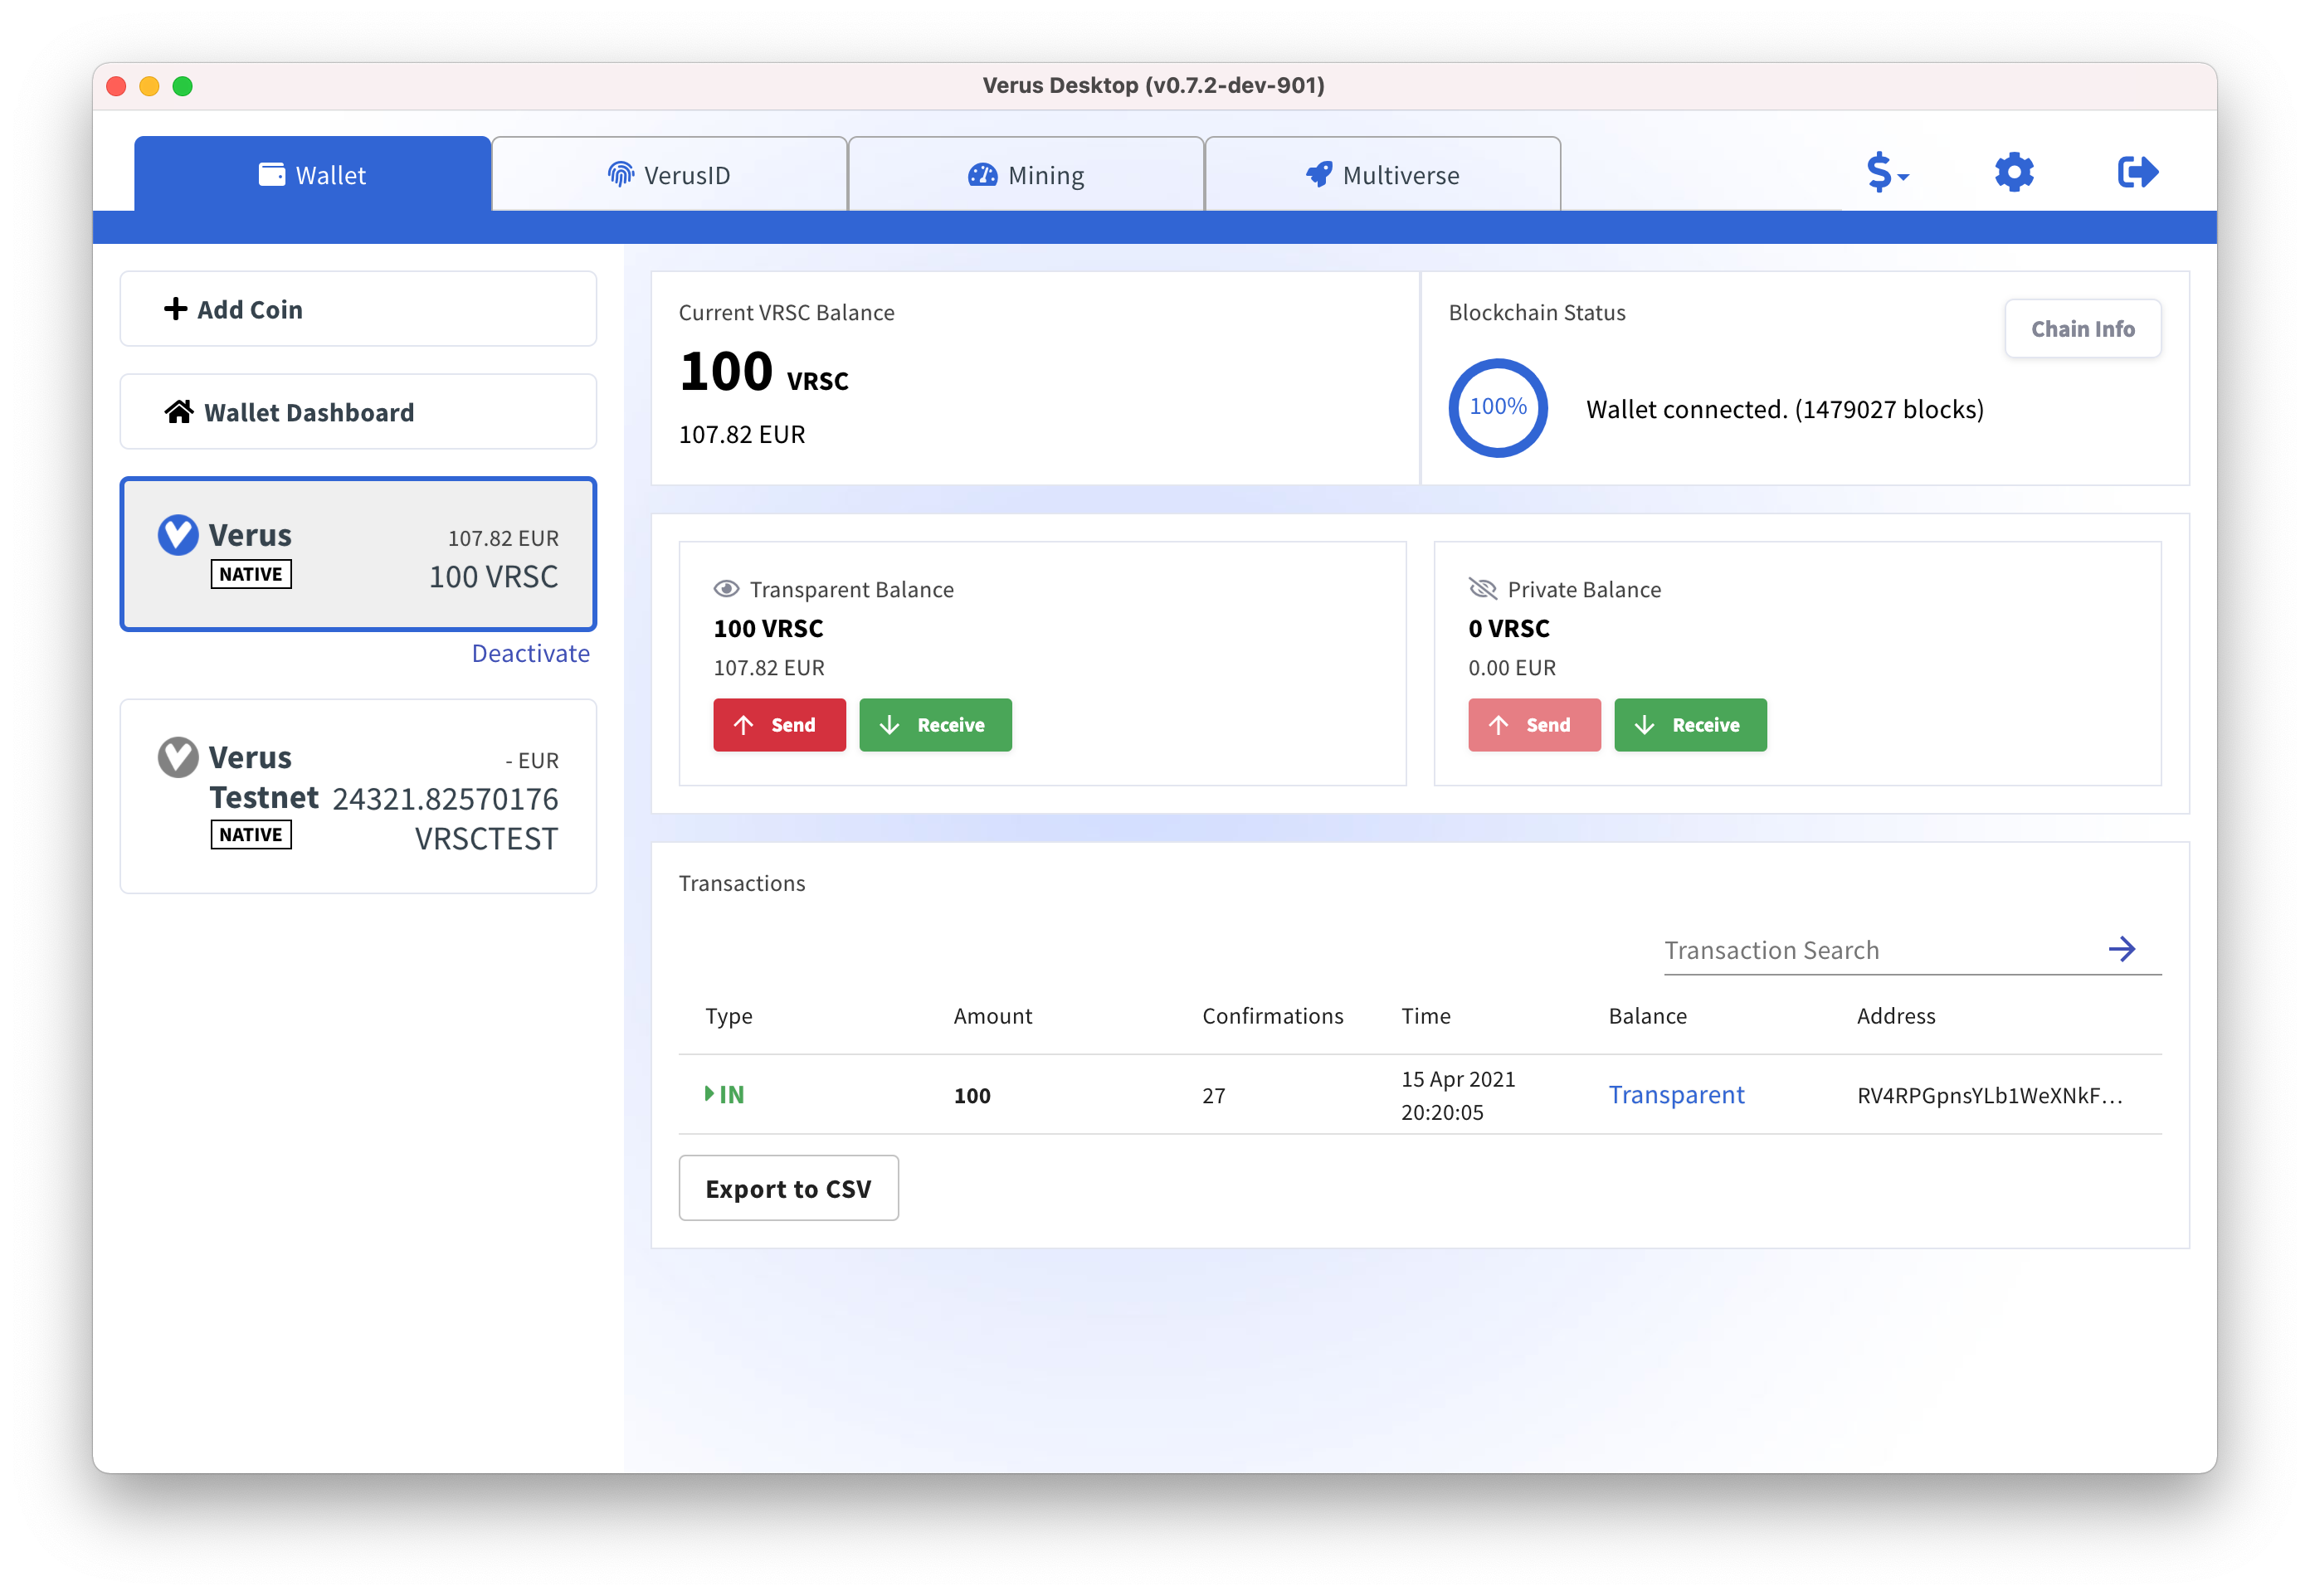 Verus Desktop (v0.7.2-dev-901)
Wallet
VerusID
Mining
Multiverse
Add Coin
Wallet Dashboard
Verus
107.82 EUR
NATIVE
100 VRSC
Deactivate
Verus
- EUR
Testnet
24321.82570176
NATIVE
VRSCTEST
Current VRSC Balance
100 VRSC
107.82 EUR
Blockchain Status
Chain Info
100%
Wallet connected. (1479027 blocks)
Transparent Balance
100 VRSC
107.82 EUR
Send
Receive
Private Balance
0 VRSC
0.00 EUR
Send
Receive
Transactions
Transaction Search
Type Amount Confirmations Time Balance Address
IN 100 27 15 Apr 2021 Transparent RV4RPGpnsYLb1WeXNkF...
20:20:05
Export to CSV